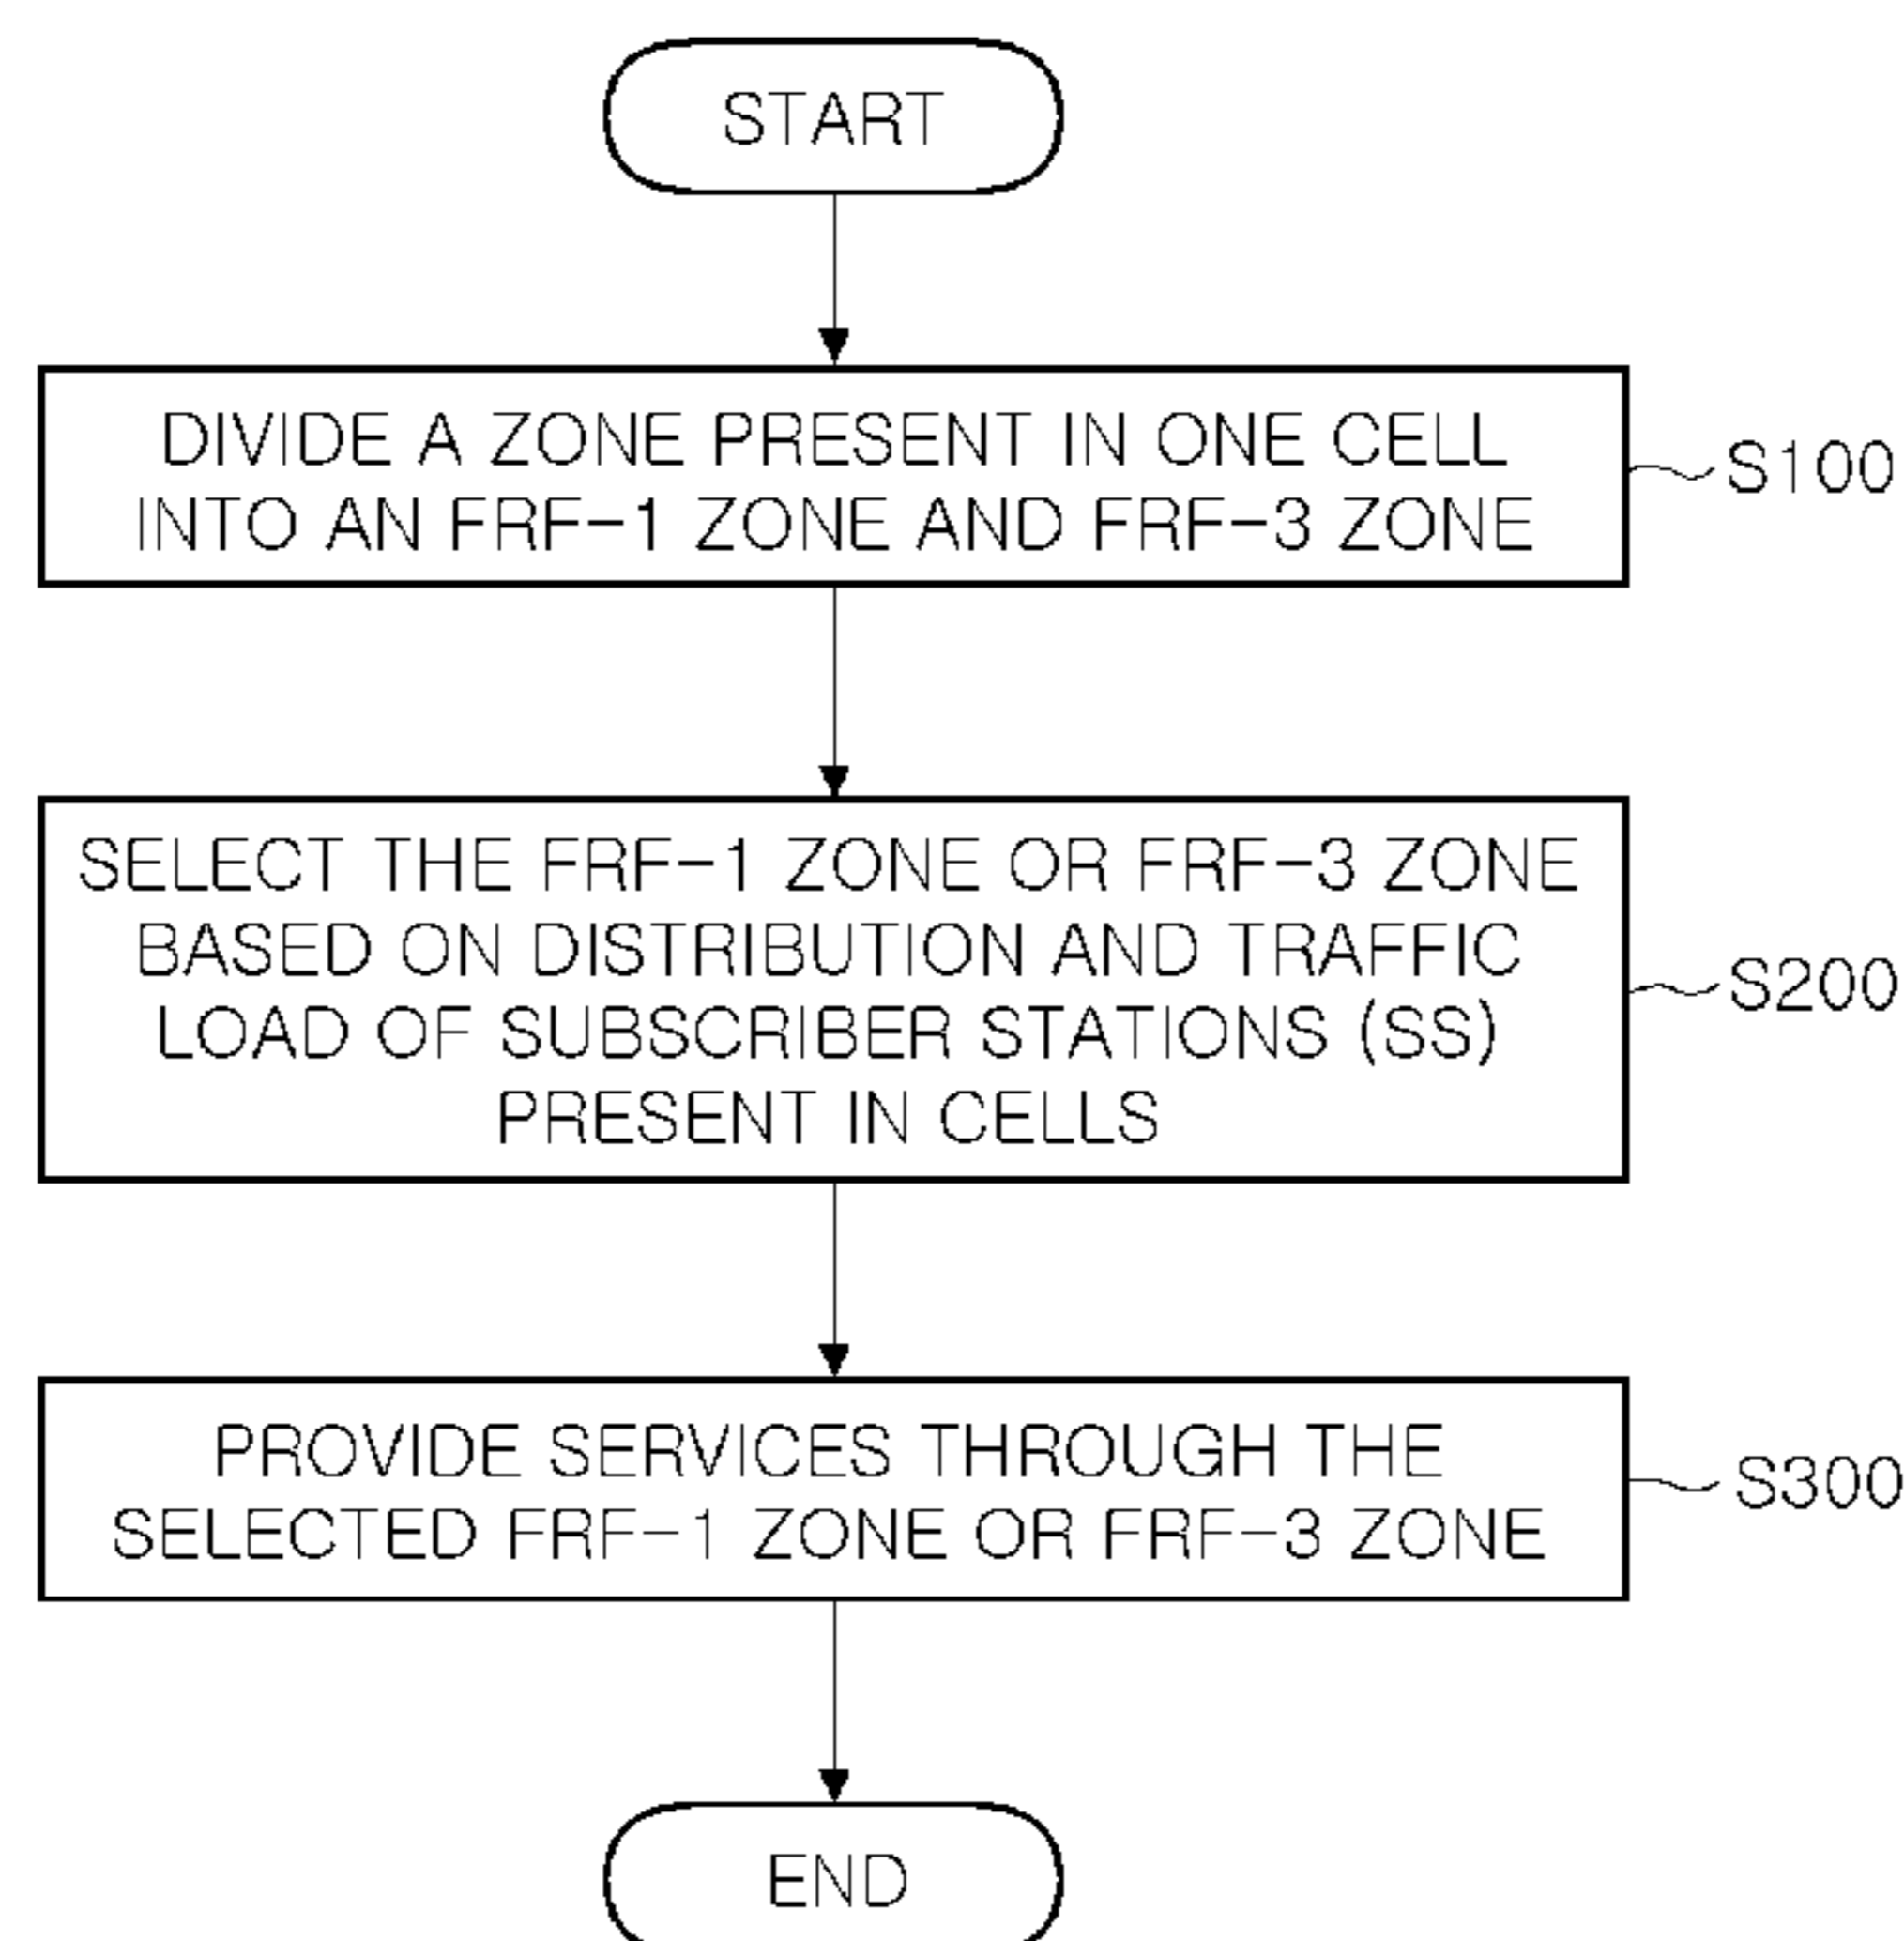 START
DIVIDE A ZONE PRESENT IN ONE CELL
INTO AN FRF-1 ZONE AND FRF-3 ZONE
S100
SELECT THE FRF-1 ZONE OR FRF-3 ZONE
BASED ON DISTRIBUTION AND TRAFFIC
LOAD OF SUBSCRIBER STATIONS (SS)
PRESENT IN CELLS
S200
PROVIDE SERVICES THROUGH THE
SELECTED FRF-1 ZONE OR FRF-3 ZONE
S300
END